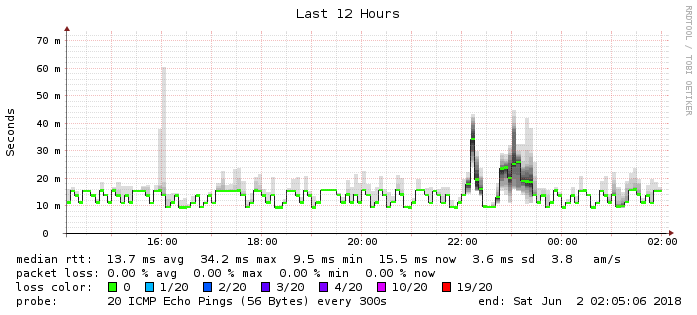 Last 12 Hours
RRDTOOL / TOBI OETIKER
Seconds
70 m
60 m
50 m
40 m
30 m
20 m
10 m
0
16:00 18:00 20:00 22:00 00:00 02:00
median rtt: 13.7 ms avg 34.2 ms max 9.5 ms min 15.5 ms now 3.6 ms sd 3.8 am/s
packet loss: 0.00 % avg 0.00 % max 0.00 % min 0.00 % now
loss color: 0 1/20 2/20 3/20 4/20 10/20 19/20
probe: 20 ICMP Echo Pings (56 Bytes) every 300s end: Sat Jun 2 02:05:06 2018